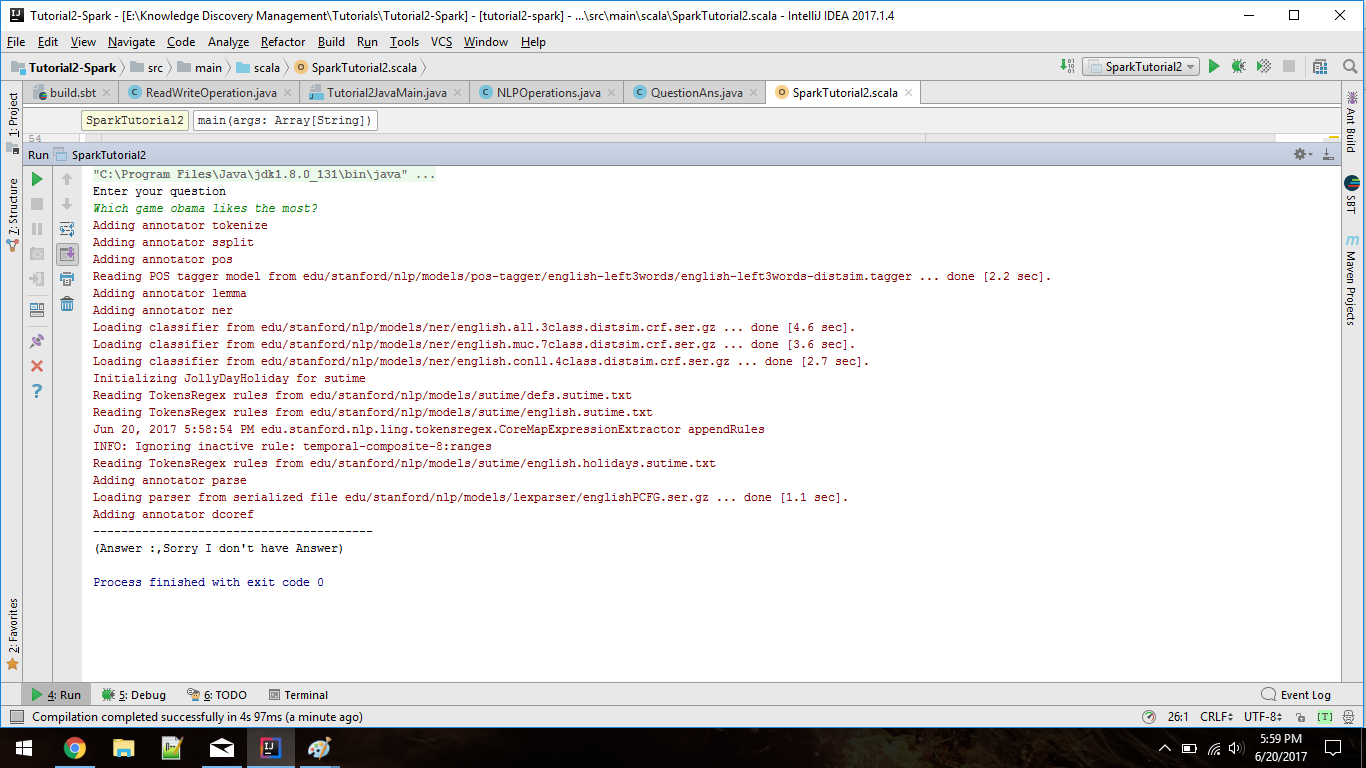 Tutorial2-Spark - [E:\Knowledge Discovery Management\Tutorials\Tutorial2-Spark] - [tutorial2-spark] - ...\src\main\scala\SparkTutorial2.scala - IntelliJ IDEA 2017.1.4
File Edit View Navigate Code Analyze Refactor Build Run Tools VCS Window Help
Tutorial2-Spark src main scala SparkTutorial2.scala SparkTutorial2
build.sbt ReadWriteOperation.java Tutorial2JavaMain.java NLPOperations.java QuestionAns.java SparkTutorial2.scala
SparkTutorial2 main(args: Array[String])
54
Run SparkTutorial2
"C:\Program Files\Java\jdk1.8.0_131\bin\java" ...
Enter your question
Which game obama likes the most?
Adding annotator tokenize
Adding annotator ssplit
Adding annotator pos
Reading POS tagger model from edu/stanford/nlp/models/pos-tagger/english-left3words/english-left3words-distsim.tagger ... done [2.2 sec].
Adding annotator lemma
Adding annotator ner
Loading classifier from edu/stanford/nlp/models/ner/english.all.3class.distsim.crf.ser.gz ... done [4.6 sec].
Loading classifier from edu/stanford/nlp/models/ner/english.muc.7class.distsim.crf.ser.gz ... done [3.6 sec].
Loading classifier from edu/stanford/nlp/models/ner/english.conll.4class.distsim.crf.ser.gz ... done [2.7 sec].
Initializing JollyDayHoliday for sutime
Reading TokensRegex rules from edu/stanford/nlp/models/sutime/defs.sutime.txt
Reading TokensRegex rules from edu/stanford/nlp/models/sutime/english.sutime.txt
Jun 20, 2017 5:58:54 PM edu.stanford.nlp.ling.tokensregex.CoreMapExpressionExtractor appendRules
INFO: Ignoring inactive rule: temporal-composite-8:ranges
Reading TokensRegex rules from edu/stanford/nlp/models/sutime/english.holidays.sutime.txt
Adding annotator parse
Loading parser from serialized file edu/stanford/nlp/models/lexparser/englishPCFG.ser.gz ... done [1.1 sec].
Adding annotator dcoref
----------------------------------------
(Answer :,Sorry I don't have Answer)
Process finished with exit code 0
1: Project
7: Structure
2: Favorites
Ant Build
SBT
Maven Projects
4: Run 5: Debug 6: TODO Terminal Event Log
Compilation completed successfully in 4s 97ms (a minute ago) 26:1 CRLF UTF-8 [T]
5:59 PM
6/20/2017